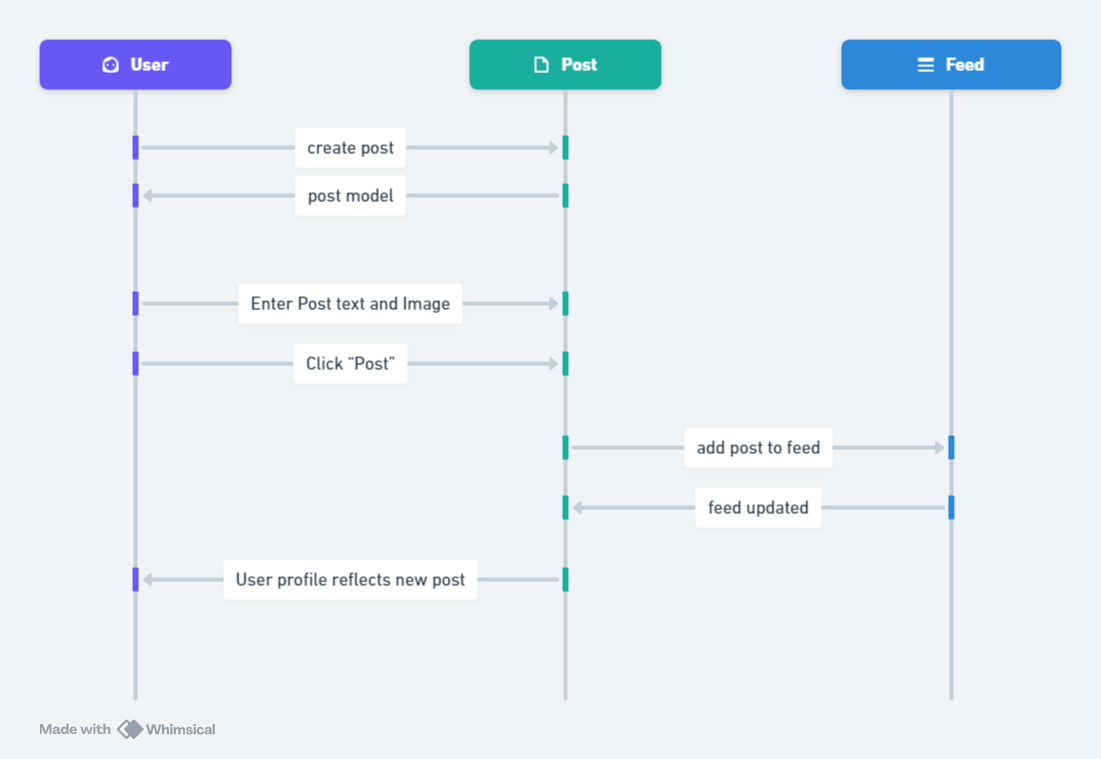 User
Post
Feed
create post
post model
Enter Post text and Image
Click “Post”
add post to feed
feed updated
User profile reflects new post
Made with Whimsical